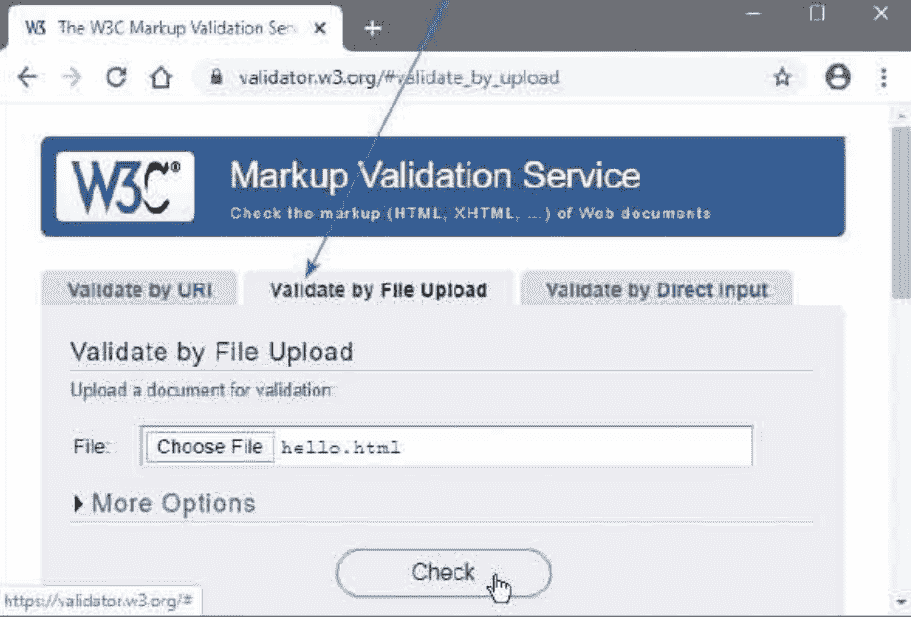 The W3C Markup Validation Serv
validator.w3.org/#validate_by_upload
W3C®
Markup Validation Service
Check the markup (HTML, XHTML, ...) of Web documents
Validate by URI
Validate by File Upload
Validate by Direct Input
Validate by File Upload
Upload a document for validation:
File:
Choose File hello.html
More Options
Check
https://validator.w3.org/#